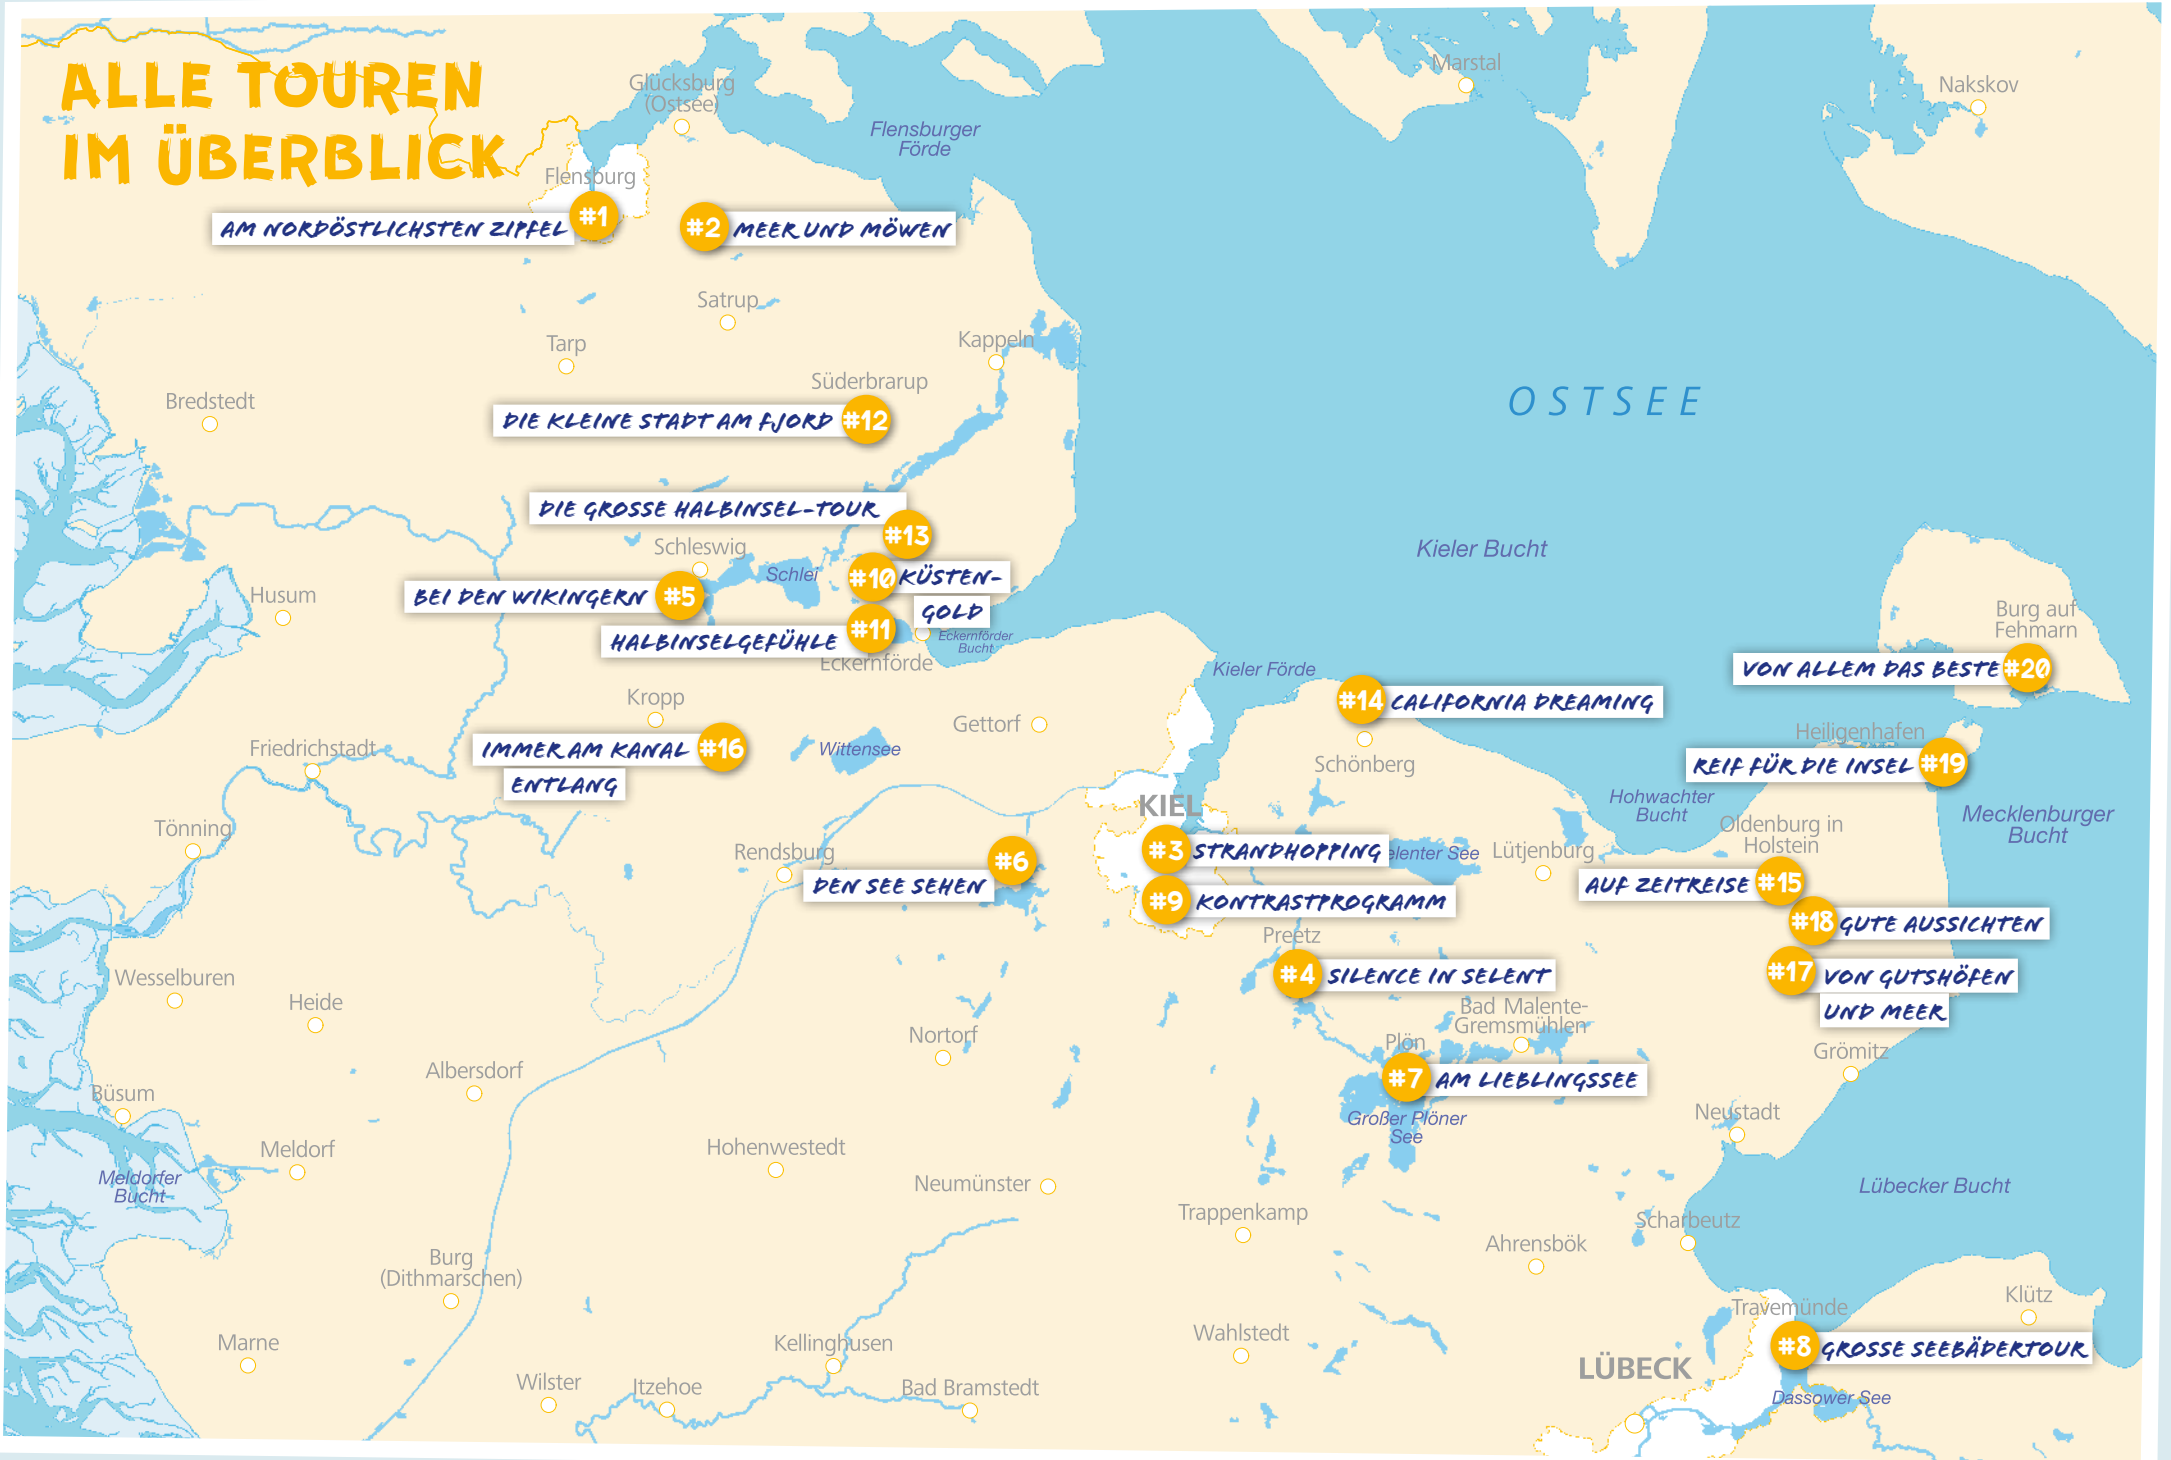 ALLE TOUREN
IM ÜBERBLICK
Glücksburg
(Ostsee)
Marstal
Nakskov
Flensburger
Förde
Flensburg
#1
AM NORDÖSTLICHSTEN ZIPFEL
#2
MEER UND MÖWEN
Satrup
Tarp
Kappeln
Süderbrarup
Bredstedt
OSTSEE
DIE KLEINE STADT AM FJORD
#12
DIE GROSSE HALBINSEL-TOUR
#13
Schleswig
Schlei
Kieler Bucht
#10
KÜSTEN-
GOLD
BEI DEN WIKINGERN
#5
Husum
HALBINSELGEFÜHLE
#11
Eckernförder
Bucht
Eckernförde
Burg auf
Fehmarn
Kieler Förde
VON ALLEM DAS BESTE
#20
#14
CALIFORNIA DREAMING
Kropp
Gettorf
Heiligenhafen
Friedrichstadt
IMMER AM KANAL
ENTLANG
#16
Wittensee
Schönberg
REIF FÜR DIE INSEL
#19
Hohwachter
Bucht
Mecklenburger
Bucht
KIEL
Tönning
Oldenburg in
Holstein
Rendsburg
#6
DEN SEE SEHEN
#3
STRANDHOPPING
elenter See
Lütjenburg
AUF ZEITREISE
#15
#9
KONTRASTPROGRAMM
#18
GUTE AUSSICHTEN
Preetz
#4
SILENCE IN SELENT
#17
VON GUTSHÖFEN
UND MEER
Wesselburen
Heide
Bad Malente-
Gremsmühlen
Nortorf
Plön
Grömitz
Albersdorf
#7
AM LIEBLINGSSEE
Büsum
Großer Plöner
See
Neustadt
Meldorf
Hohenwestedt
Meldorfer
Bucht
Neumünster
Lübecker Bucht
Trappenkamp
Scharbeutz
Ahrensbök
Burg
(Dithmarschen)
Klütz
Travemünde
Marne
Kellinghusen
Wahlstedt
#8
GROSSE SEEBÄDERTOUR
LÜBECK
Wilster
Itzehoe
Bad Bramstedt
Dassower See